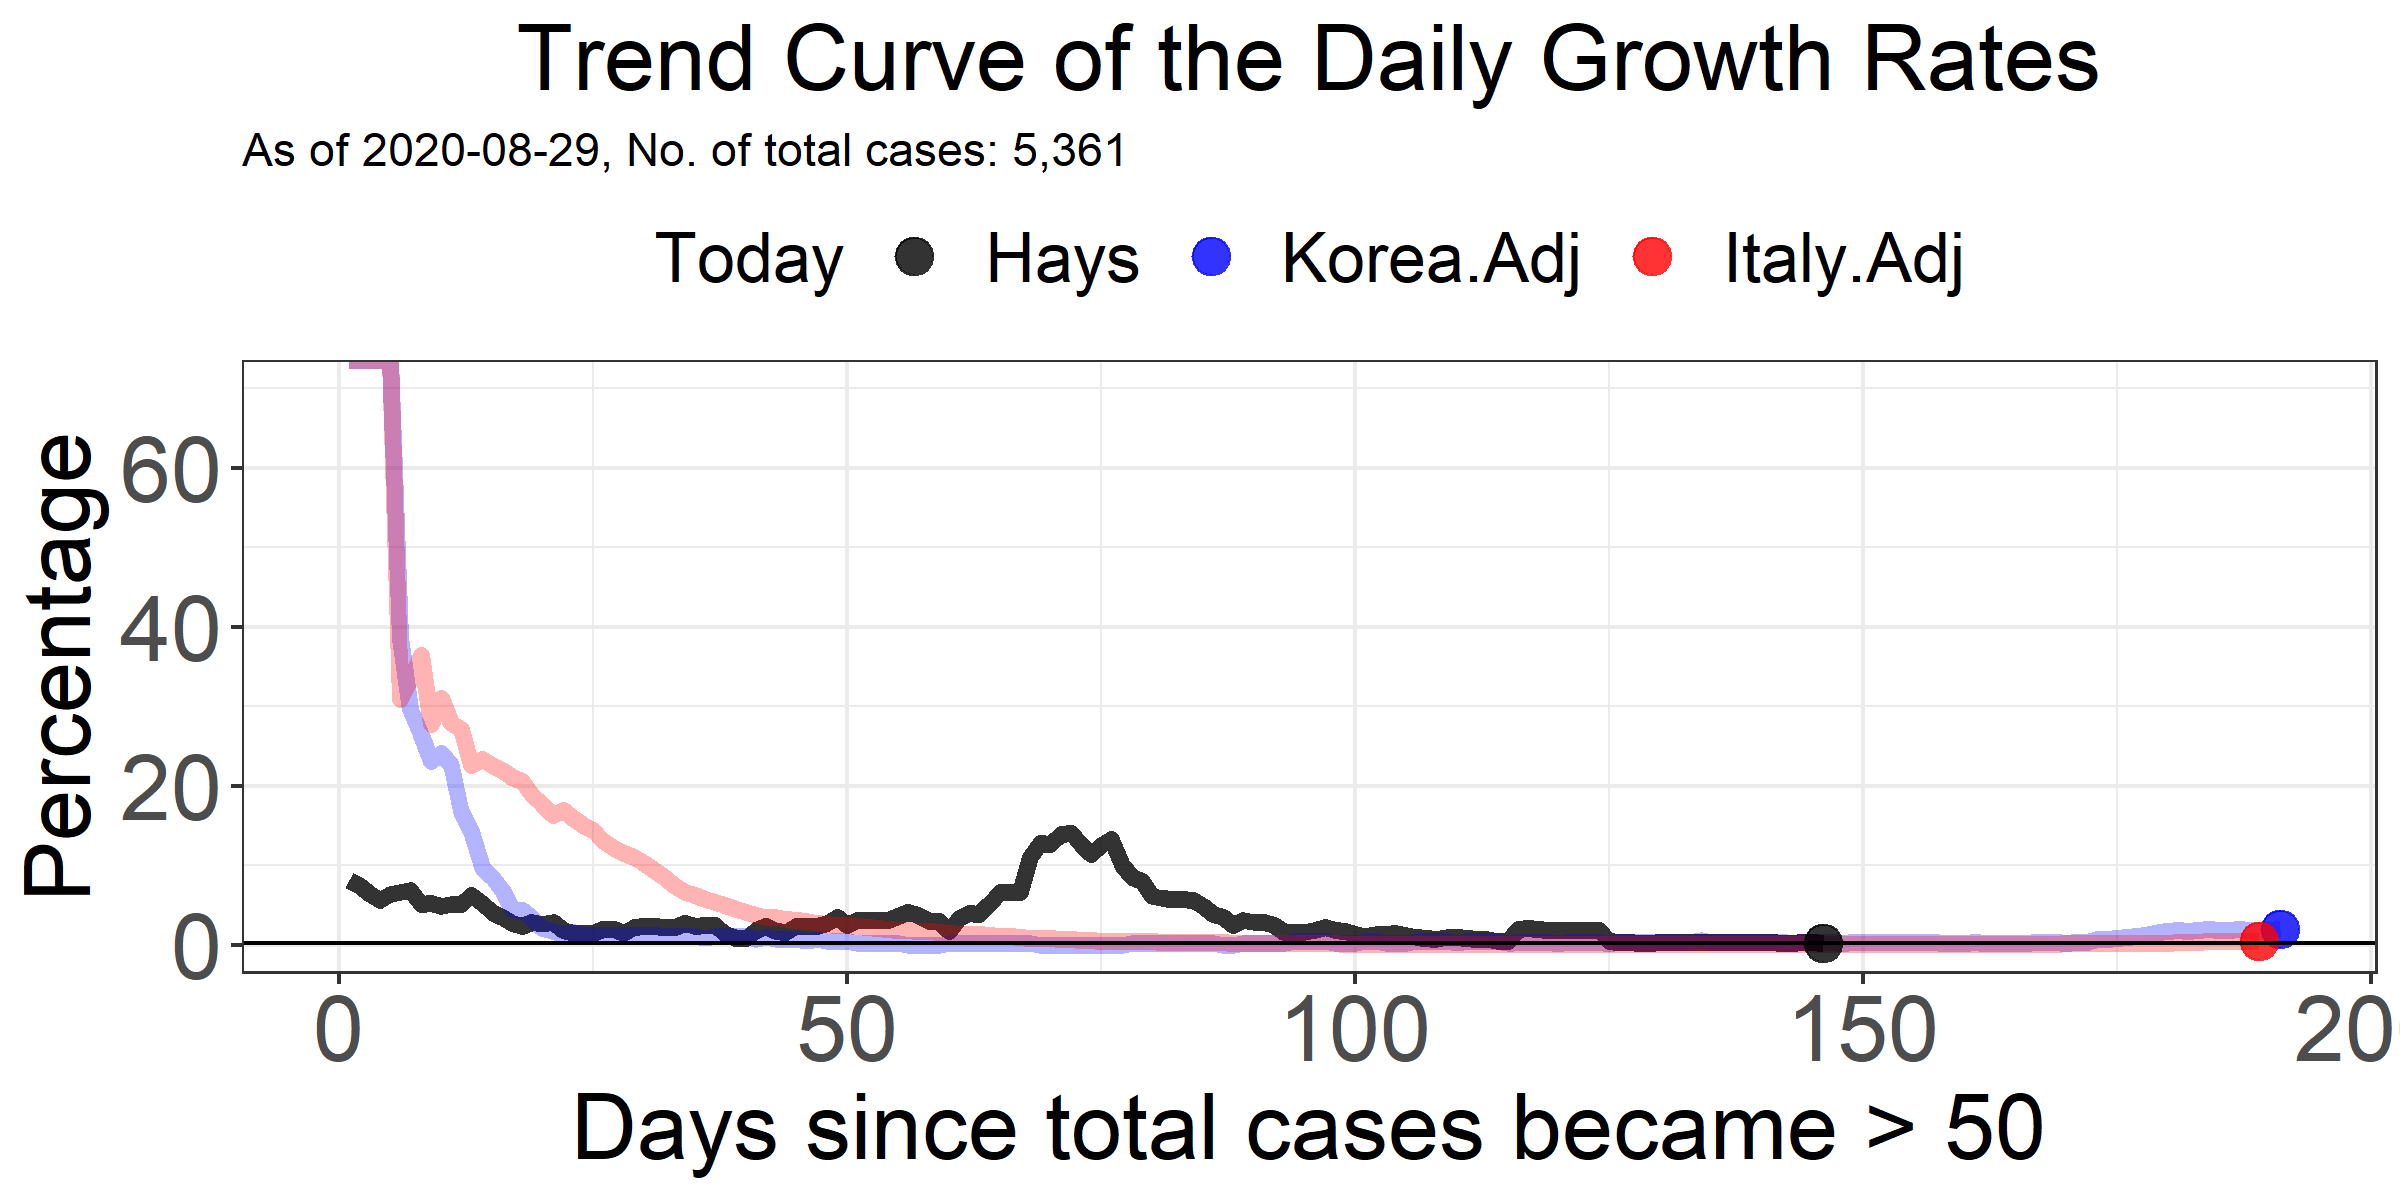 Trend Curve of the Daily Growth Rates
As of 2020-08-29, No. of total cases: 5,361
Today Hays Korea.Adj Italy.Adj
Percentage
60
40
20
0
0 50 100 150 20
Days since total cases became > 50